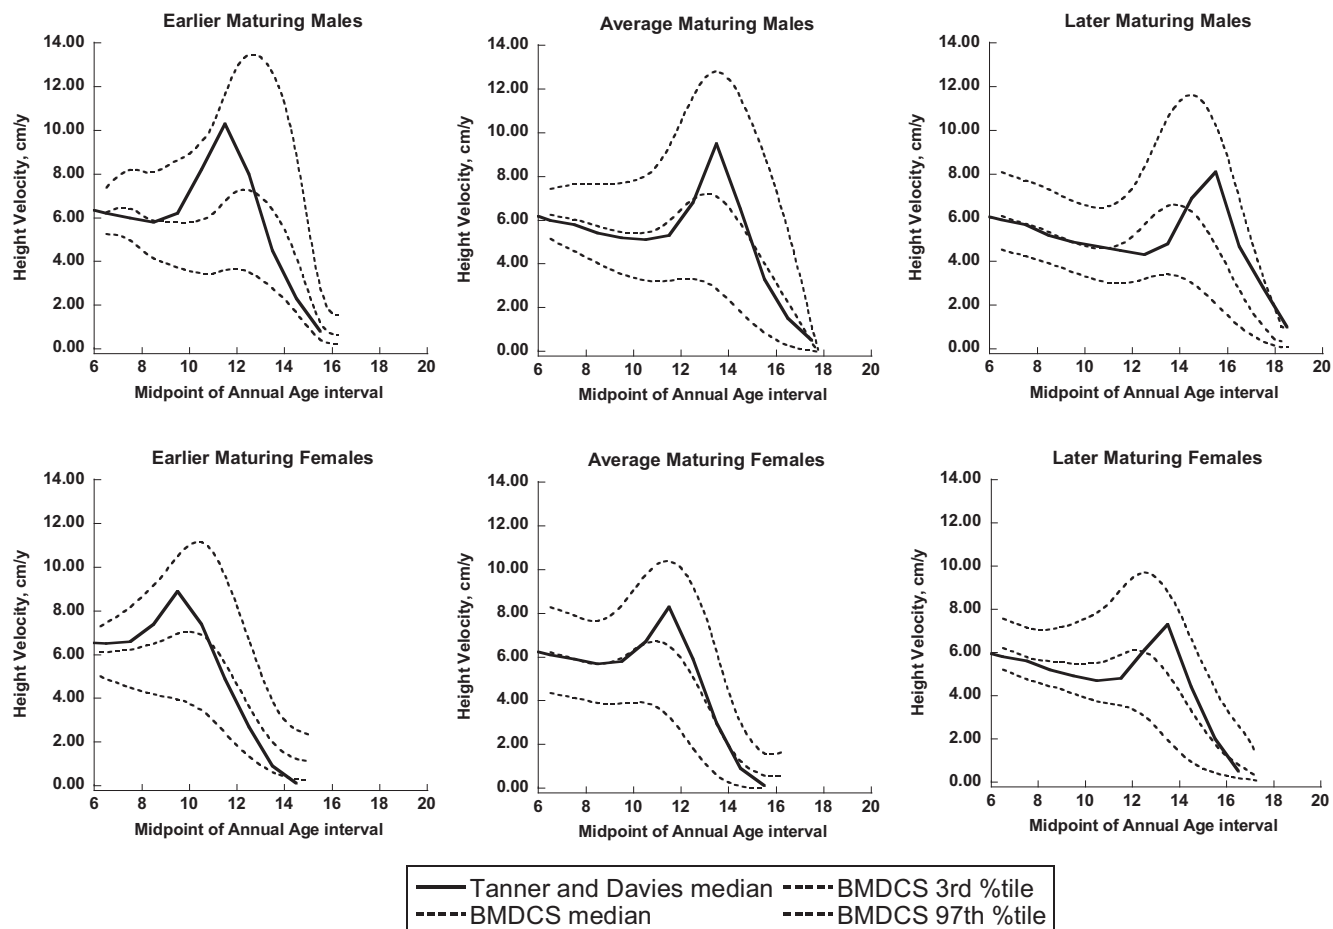 Earlier Maturing Males
Height Velocity, cm/y
14.00
12.00
10.00
8.00
6.00
4.00
2.00
0.00
6 8 10 12 14 16 18 20
Midpoint of Annual Age interval
Average Maturing Males
Height Velocity, cm/y
14.00
12.00
10.00
8.00
6.00
4.00
2.00
0.00
6 8 10 12 14 16 18 20
Midpoint of Annual Age interval
Later Maturing Males
Height Velocity, cm/y
14.00
12.00
10.00
8.00
6.00
4.00
2.00
0.00
6 8 10 12 14 16 18 20
Midpoint of Annual Age interval
Earlier Maturing Females
Height Velocity, cm/y
14.00
12.00
10.00
8.00
6.00
4.00
2.00
0.00
6 8 10 12 14 16 18 20
Midpoint of Annual Age interval
Average Maturing Females
Height Velocity, cm/y
14.00
12.00
10.00
8.00
6.00
4.00
2.00
0.00
6 8 10 12 14 16 18 20
Midpoint of Annual Age interval
Later Maturing Females
Height Velocity, cm/y
14.00
12.00
10.00
8.00
6.00
4.00
2.00
0.00
6 8 10 12 14 16 18 20
Midpoint of Annual Age interval
Tanner and Davies median BMDCS 3rd %tile
BMDCS median BMDCS 97th %tile